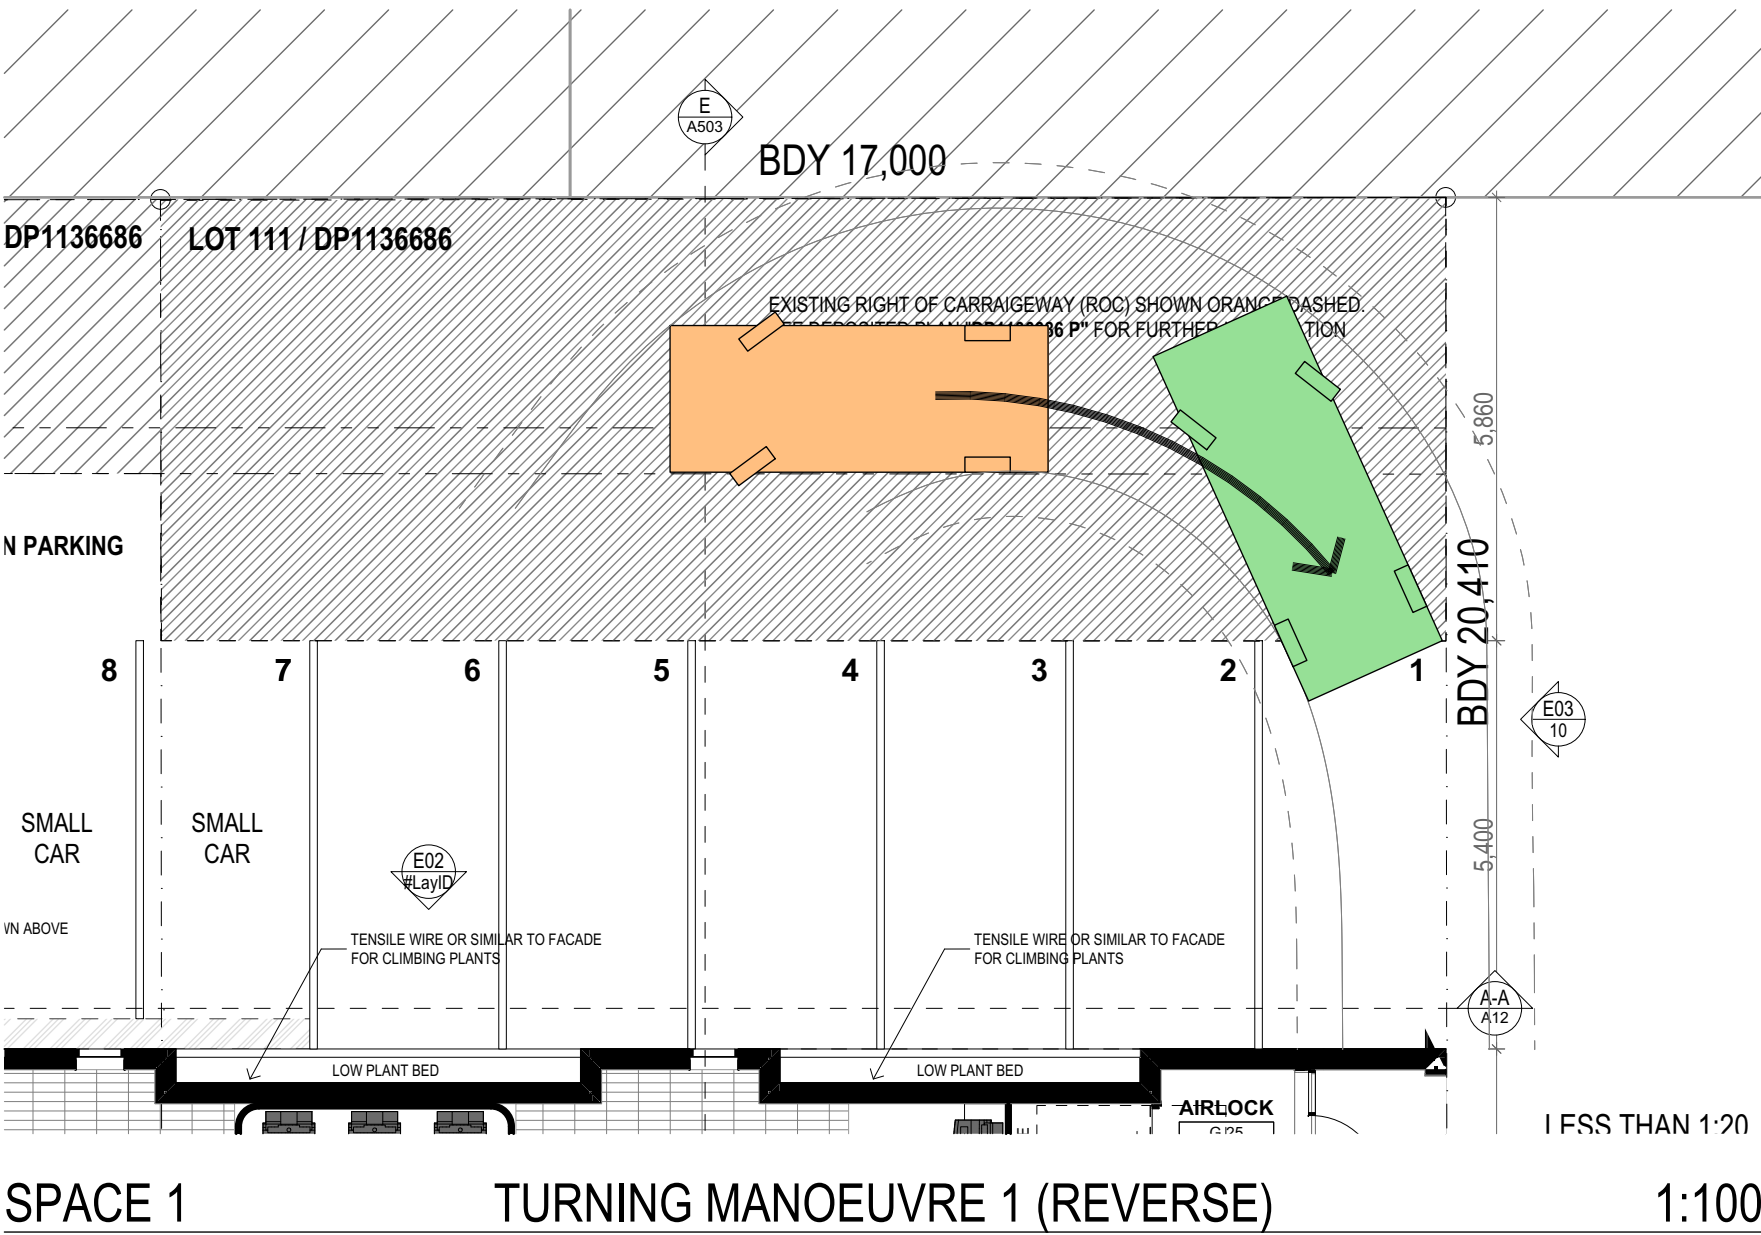 E
A503
BDY 17,000
DP1136686
LOT 111 / DP1136686
EXISTING RIGHT OF CARRAIGEWAY (ROC) SHOWN ORANGE DASHED.
36 P" FOR FURTHER
TION
5,860
N PARKING
BDY 20,410
8
7
6
5
4
3
2
1
E03
10
SMALL
CAR
SMALL
CAR
E02
#LayID
5,400
WN ABOVE
TENSILE WIRE OR SIMILAR TO FACADE
FOR CLIMBING PLANTS
TENSILE WIRE OR SIMILAR TO FACADE
FOR CLIMBING PLANTS
A-A
A12
LOW PLANT BED
LOW PLANT BED
AIRLOCK
LESS THAN 1:20
SPACE 1
TURNING MANOEUVRE 1 (REVERSE)
1:100